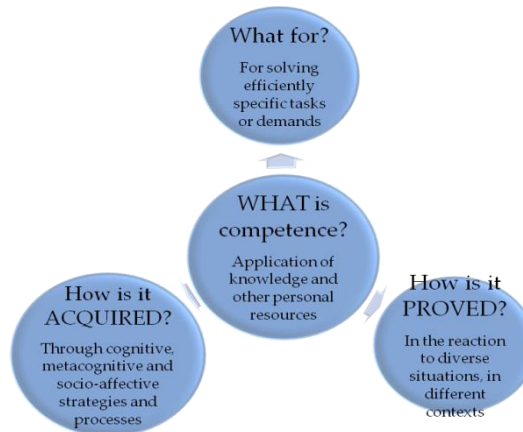 What for?
For solving
efficiently
specific tasks
or demands
WHAT is
competence?
Application of
knowledge and
other personal
resources
How is it
ACQUIRED?
Through cognitive,
metacognitive and
socio-affective
strategies and
processes
How is it
PROVED?
In the reaction
to diverse
situations, in
different
contexts